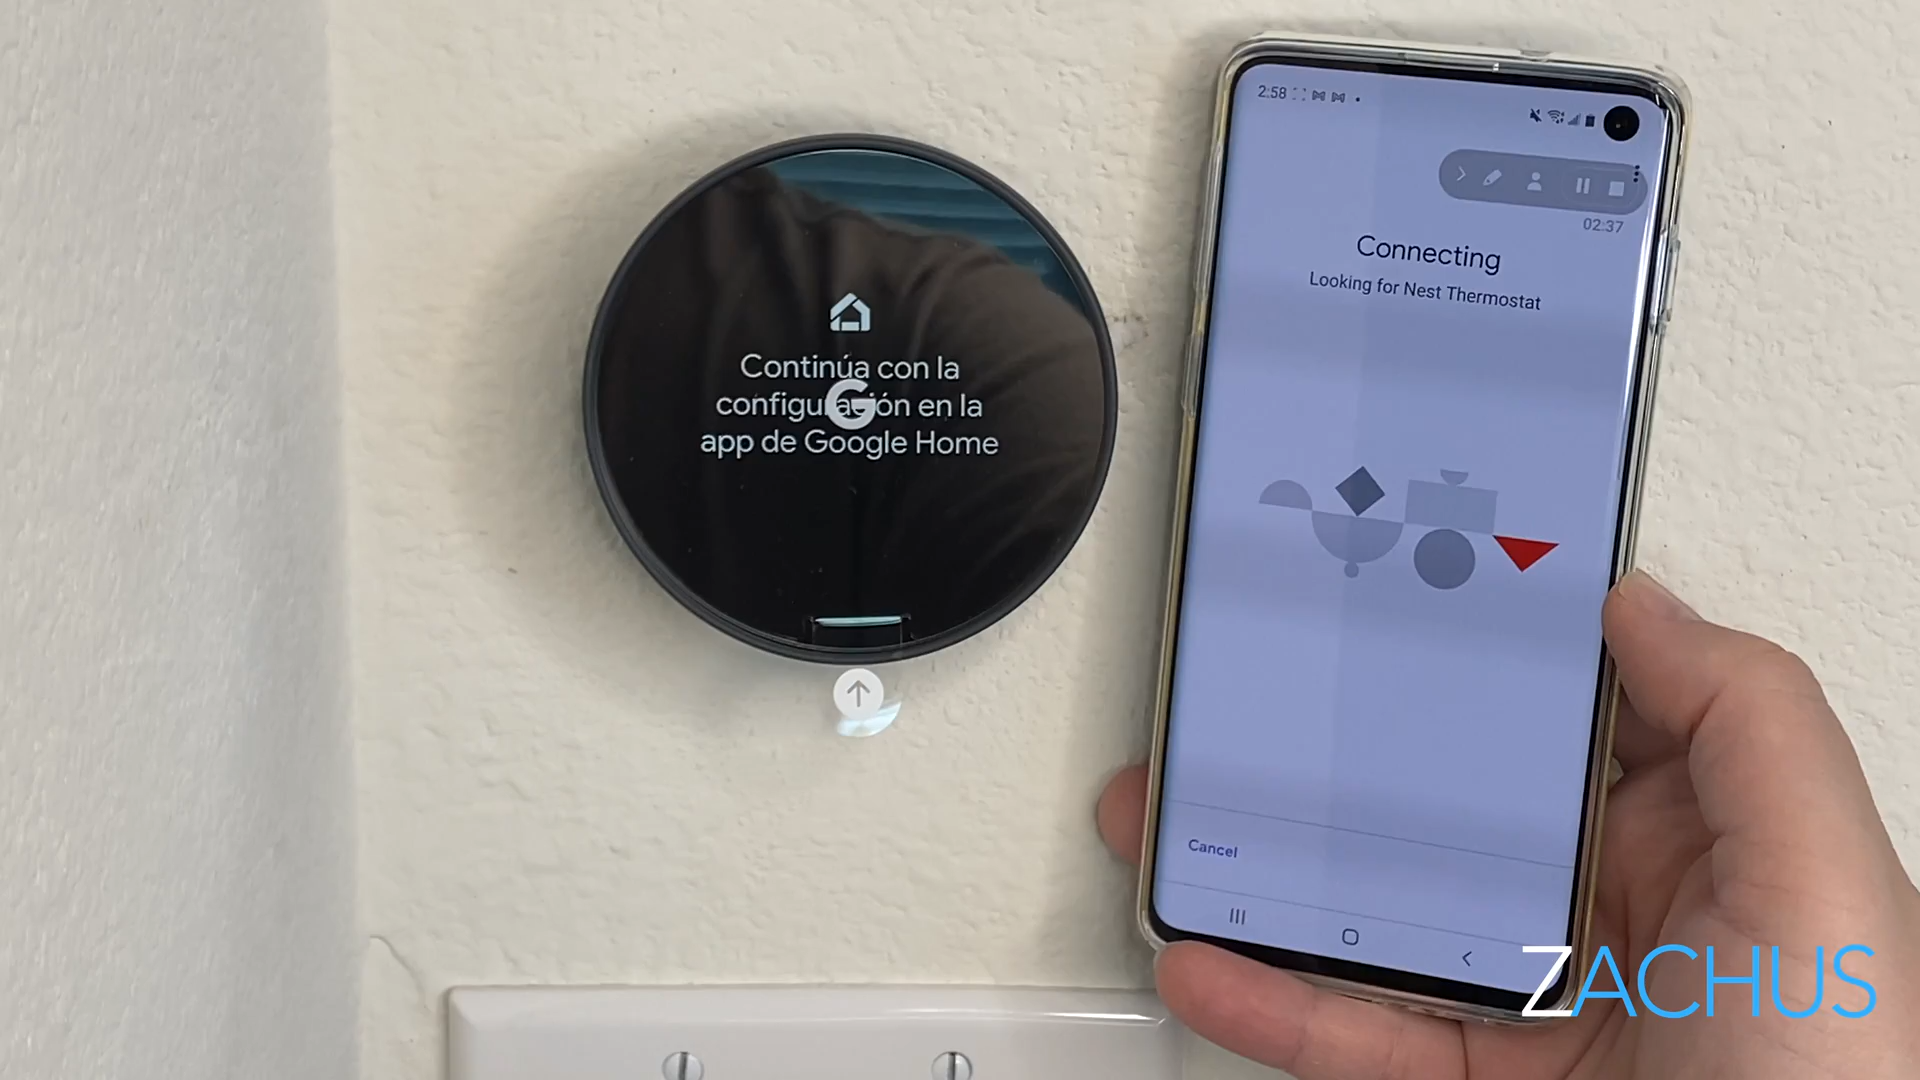 Continúa con la
configuración en la
app de Google Home
G
2:58
02:37
Connecting
Looking for Nest Thermostat
Cancel
ZACHUS